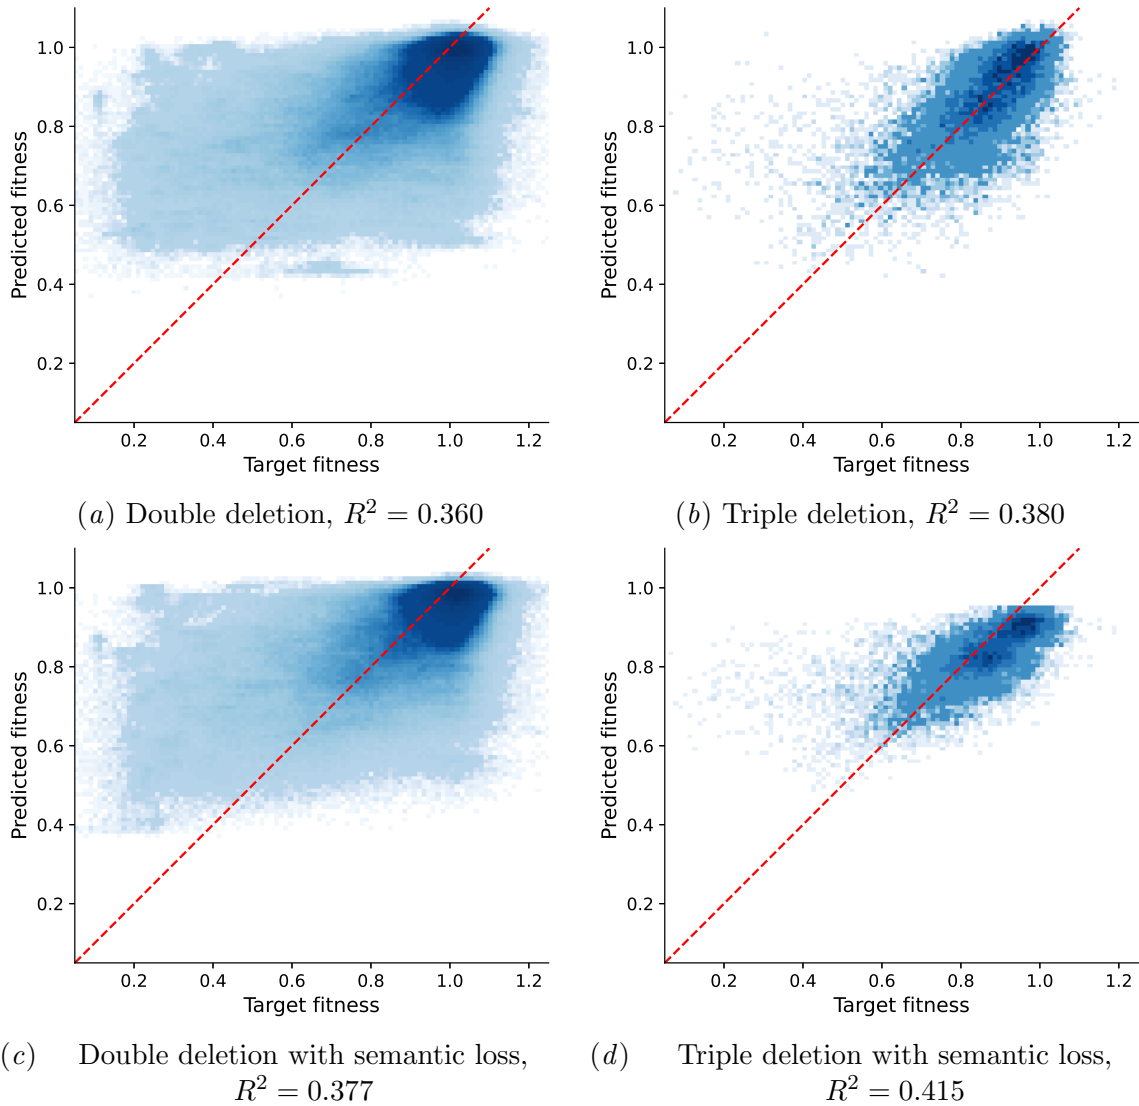 1.0
0.8
0.6
0.4
0.2
Predicted fitness
0.2 0.4 0.6 0.8 1.0 1.2
Target fitness
(a) Double deletion, R² = 0.360
1.0
0.8
0.6
0.4
0.2
Predicted fitness
0.2 0.4 0.6 0.8 1.0 1.2
Target fitness
(b) Triple deletion, R² = 0.380
1.0
0.8
0.6
0.4
0.2
Predicted fitness
0.2 0.4 0.6 0.8 1.0 1.2
Target fitness
(c) Double deletion with semantic loss,
R² = 0.377
1.0
0.8
0.6
0.4
0.2
Predicted fitness
0.2 0.4 0.6 0.8 1.0 1.2
Target fitness
(d) Triple deletion with semantic loss,
R² = 0.415